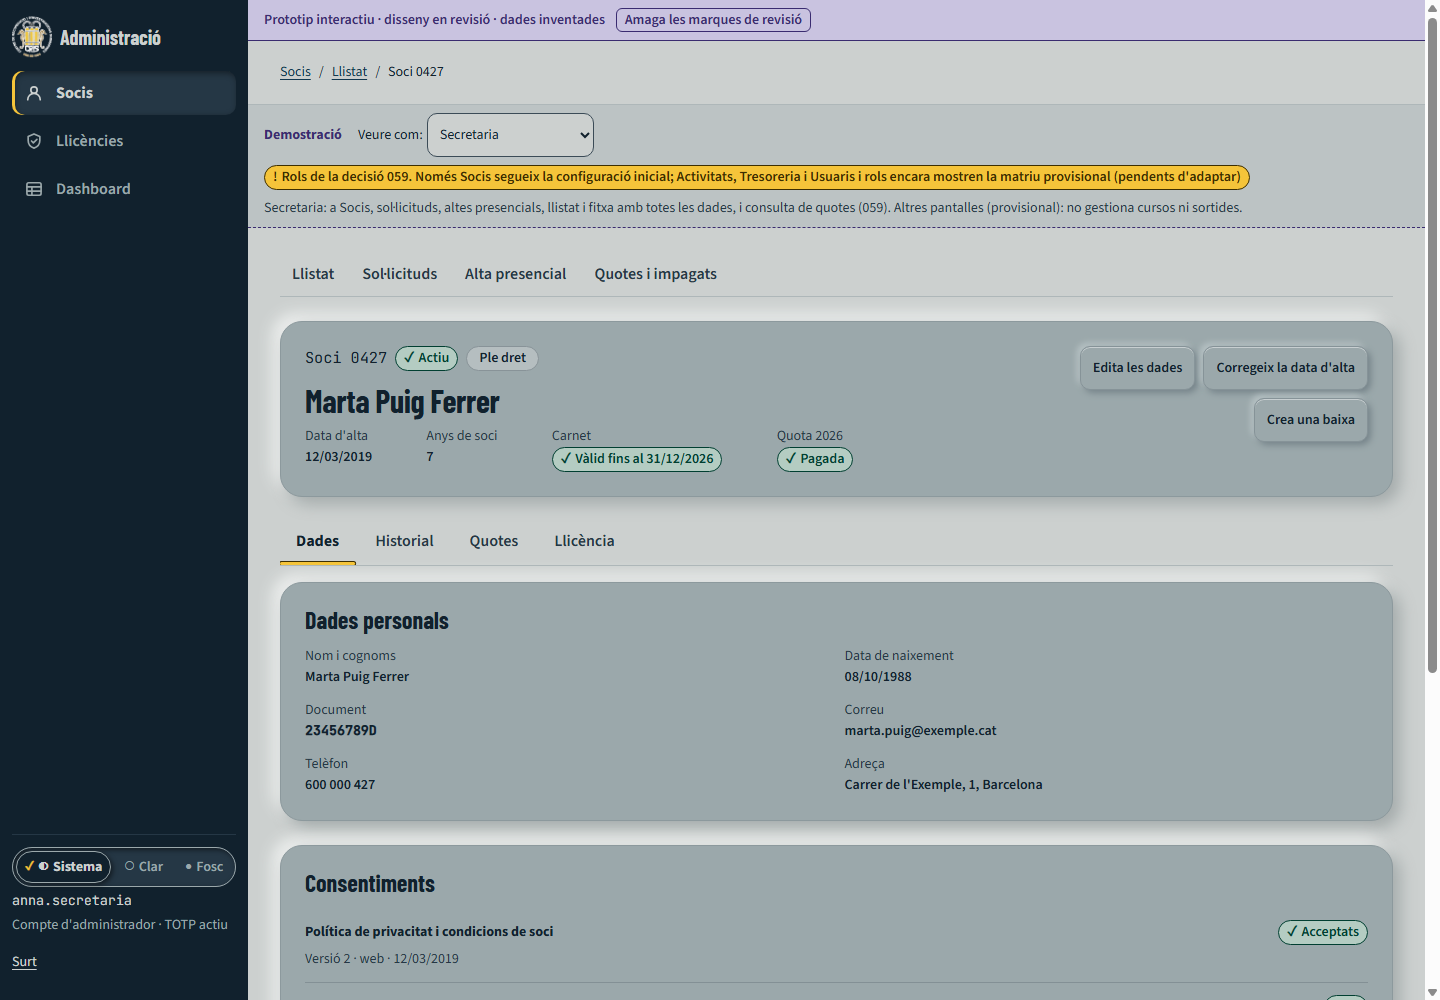 Administració
Socis
Llicències
Dashboard
Sistema
Clar
Fosc
anna.secretaria
Compte d'administrador · TOTP actiu
Surt
Prototip interactiu · disseny en revisió · dades inventades
Amaga les marques de revisió
Socis / Llistat / Soci 0427
Demostració Veure com: Secretaria
! Rols de la decisió 059. Només Socis segueix la configuració inicial; Activitats, Tresoreria i Usuaris i rols encara mostren la matriu provisional (pendents d'adaptar)
Secretaria: a Socis, sol·licituds, altes presencials, llistat i fitxa amb totes les dades, i consulta de quotes (059). Altres pantalles (provisional): no gestiona cursos ni sortides.
Llistat Sol·licituds Alta presencial Quotes i impagats
Soci 0427 ✓ Actiu Ple dret
Edita les dades Corregeix la data d'alta
Crea una baixa
Marta Puig Ferrer
Data d'alta Anys de soci Carnet Quota 2026
12/03/2019 7 ✓ Vàlid fins al 31/12/2026 ✓ Pagada
Dades Historial Quotes Llicència
Dades personals
Nom i cognoms Data de naixement
Marta Puig Ferrer 08/10/1988
Document Correu
23456789D marta.puig@exemple.cat
Telèfon Adreça
600 000 427 Carrer de l'Exemple, 1, Barcelona
Consentiments
Política de privacitat i condicions de soci ✓ Acceptats
Versió 2 · web · 12/03/2019